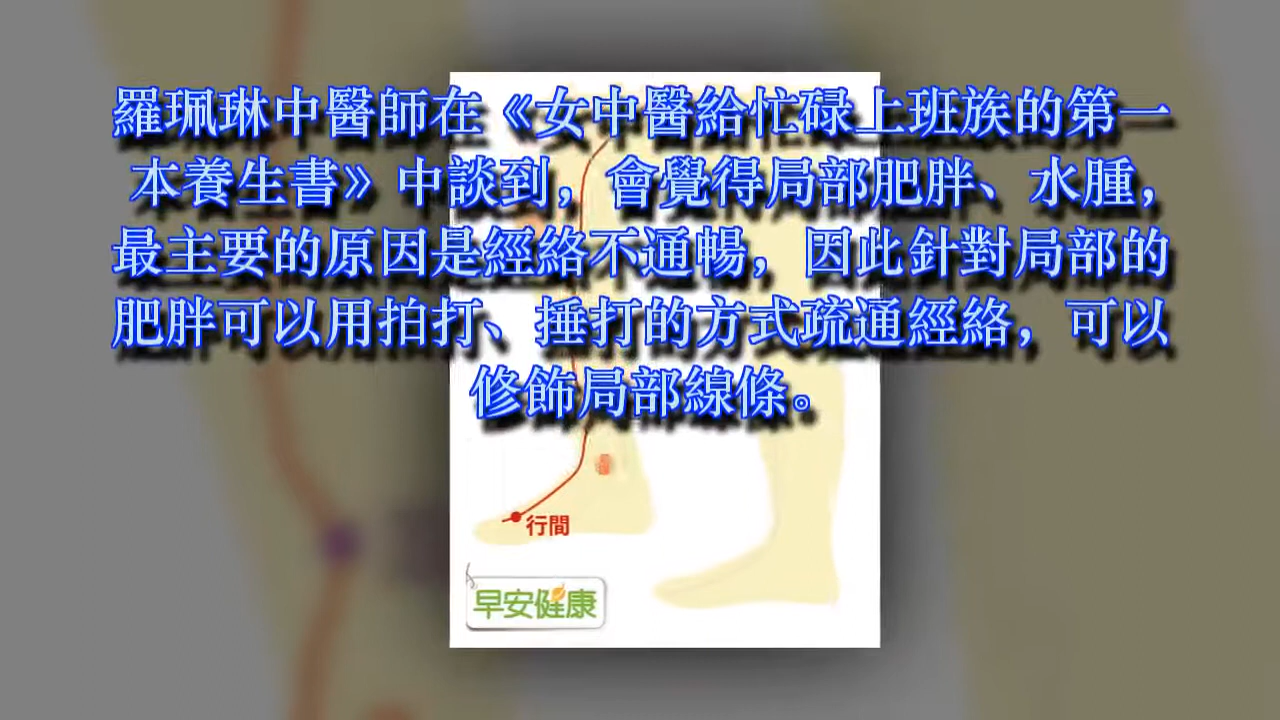 羅珮琳中醫師在《女中醫給忙碌上班族的第一
本養生書》中談到，會覺得局部肥胖、水腫，
最主要的原因是經絡不通暢，因此針對局部的
肥胖可以用拍打、捶打的方式疏通經絡，可以
修飾局部線條。
行間
早安健康